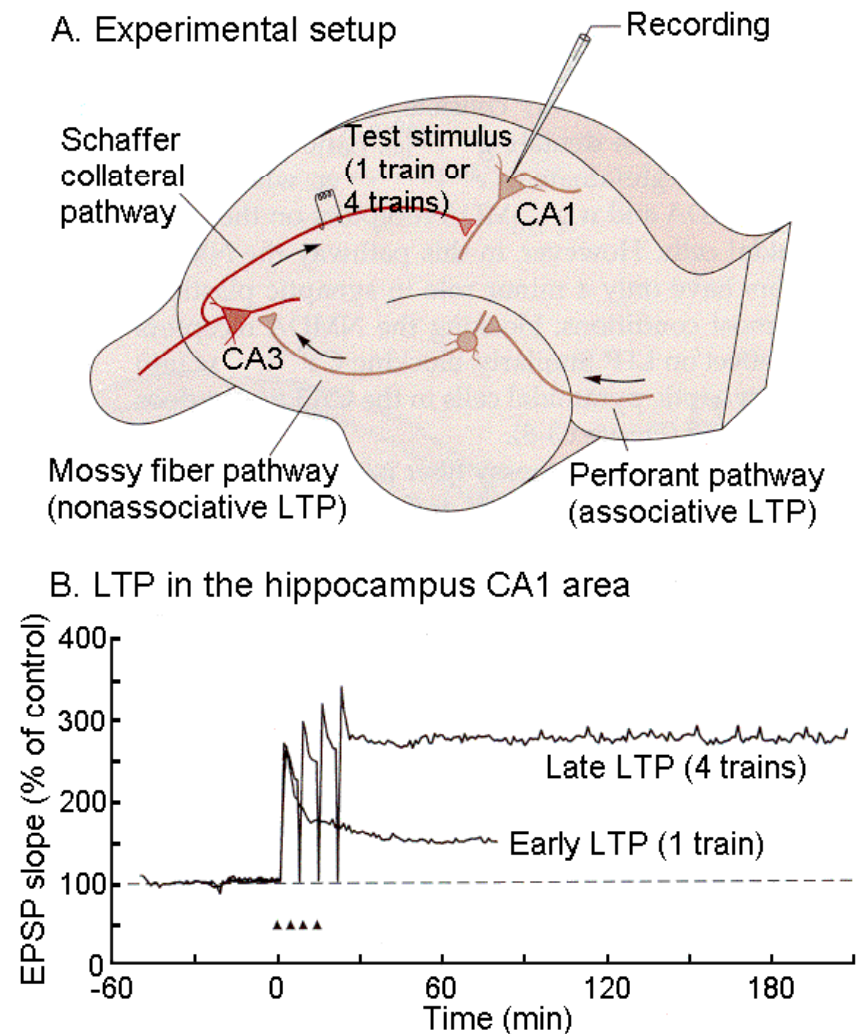 A. Experimental setup
Recording
Schaffer
collateral
pathway
Test stimulus
(1 train or
4 trains)
CA1
CA3
Mossy fiber pathway
(nonassociative LTP)
Perforant pathway
(associative LTP)
B. LTP in the hippocampus CA1 area
EPSP slope (% of control)
400
300
200
100
0
Late LTP (4 trains)
Early LTP (1 train)
-60
0
60
120
180
Time (min)